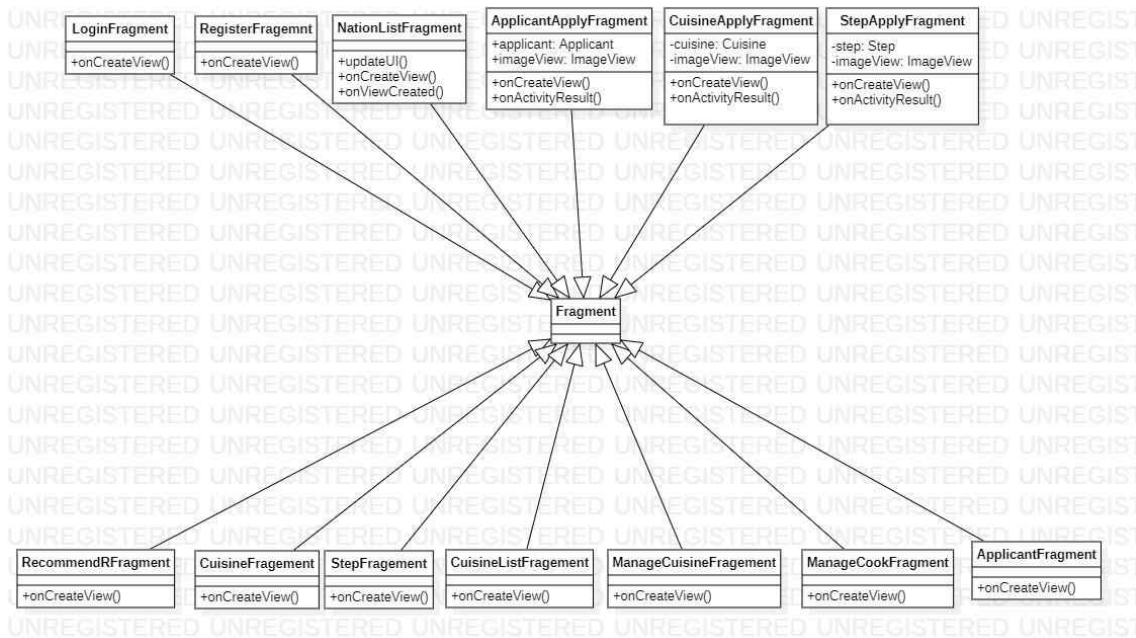 LoginFragment
+onCreateView()
RegisterFragemnt
+onCreateView()
NationListFragment
+updateUI()
+onCreateView()
+onViewCreated()
ApplicantApplyFragment
+applicant: Applicant
+imageView: ImageView
+onCreateView()
+onActivityResult()
CuisineApplyFragment
-cuisine: Cuisine
-imageView: ImageView
+onCreateView()
+onActivityResult()
StepApplyFragment
-step: Step
-imageView: ImageView
+onCreateView()
+onActivityResult()
Fragment
RecommendRFragment
+onCreateView()
CuisineFragement
+onCreateView()
StepFragement
+onCreateView()
CuisineListFragment
+onCreateView()
ManageCuisineFragment
+onCreateView()
ManageCookFragment
+onCreateView()
ApplicantFragment
+onCreateView()